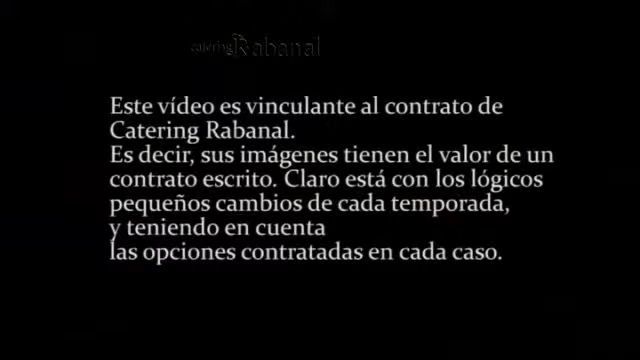 catering Rabanal
Este vídeo es vinculante al contrato de
Catering Rabanal.
Es decir, sus imágenes tienen el valor de un
contrato escrito. Claro está con los lógicos
pequeños cambios de cada temporada,
y teniendo en cuenta
las opciones contratadas en cada caso.